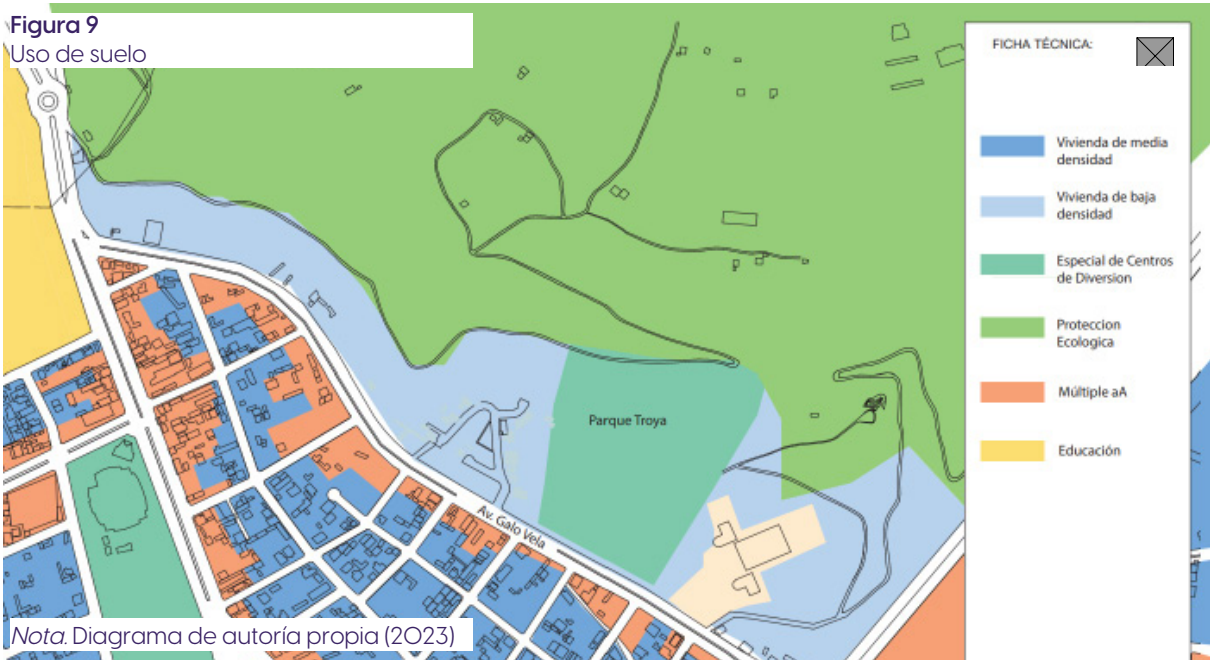 Figura 9
Uso de suelo
FICHA TÉCNICA:
Vivienda de media
densidad
Vivienda de baja
densidad
Especial de Centros
de Diversion
Proteccion
Ecologica
Múltiple aA
Educación
Parque Troya
Av. Galo Vela
Nota. Diagrama de autoría propia (2023)